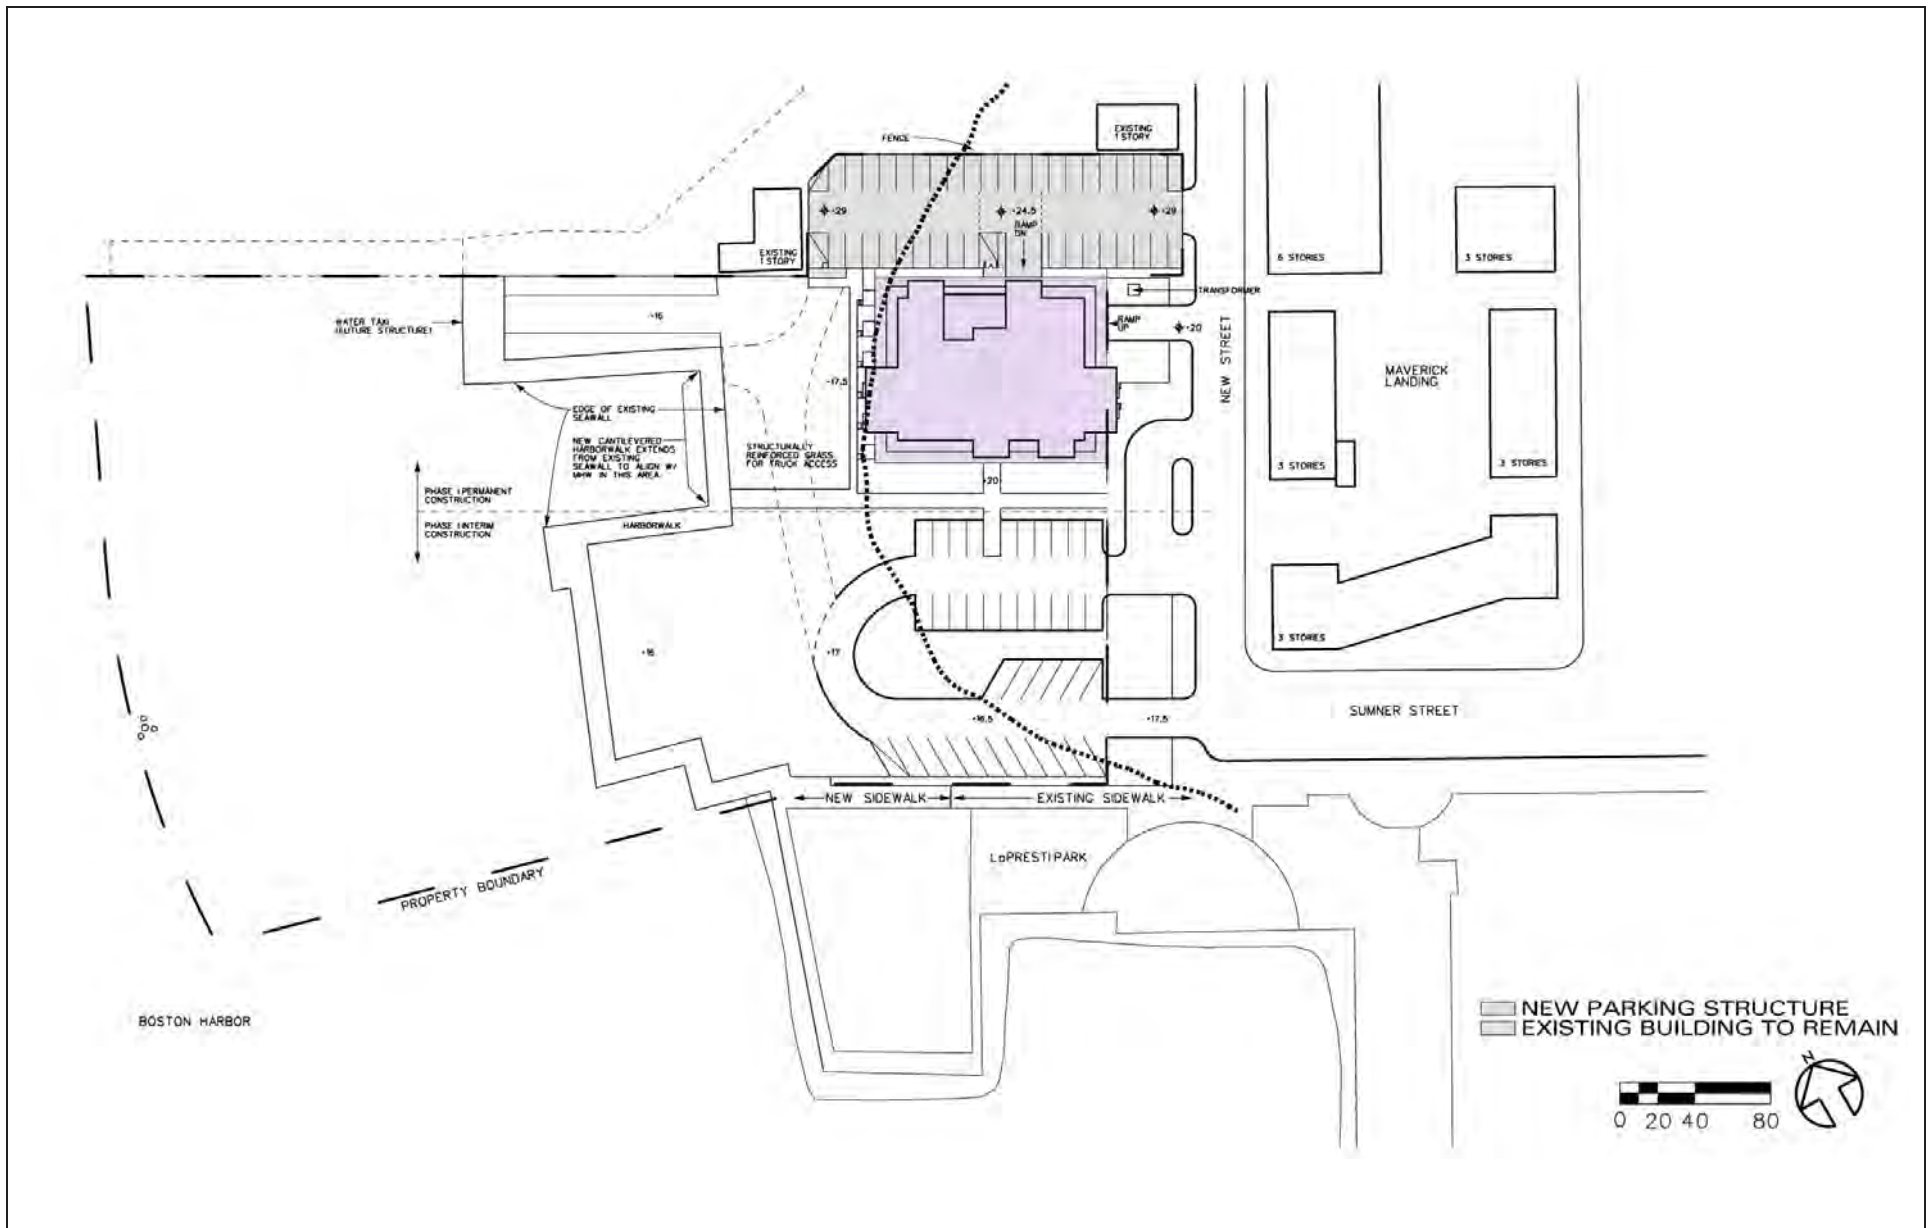 FENCE
EXISTING
1 STORY
+29
+24.5
+29
RAMP
DN
EXISTING
1 STORY
6 STORIES
3 STORIES
TRANSFORMER
WATER TAXI
(FUTURE STRUCTURE)
+16
RAMP
UP
+20
NEW STREET
MAVERICK
LANDING
+17.5
EDGE OF EXISTING
SEAWALL
NEW CANTILEVERED
HARBORWALK EXTENDS
FROM EXISTING
SEAWALL TO ALIGN W/
MHW IN THIS AREA.
STRUCTURALLY
REINFORCED GRASS
FOR TRUCK ACCESS
3 STORIES
3 STORIES
+20
PHASE I PERMANENT
CONSTRUCTION
PHASE I INTERIM
CONSTRUCTION
HARBORWALK
3 STORIES
+16
+17
+16.5
+17.5
SUMNER STREET
NEW SIDEWALK
EXISTING SIDEWALK
LoPRESTI PARK
PROPERTY BOUNDARY
BOSTON HARBOR
NEW PARKING STRUCTURE
EXISTING BUILDING TO REMAIN
N
0 20 40 80